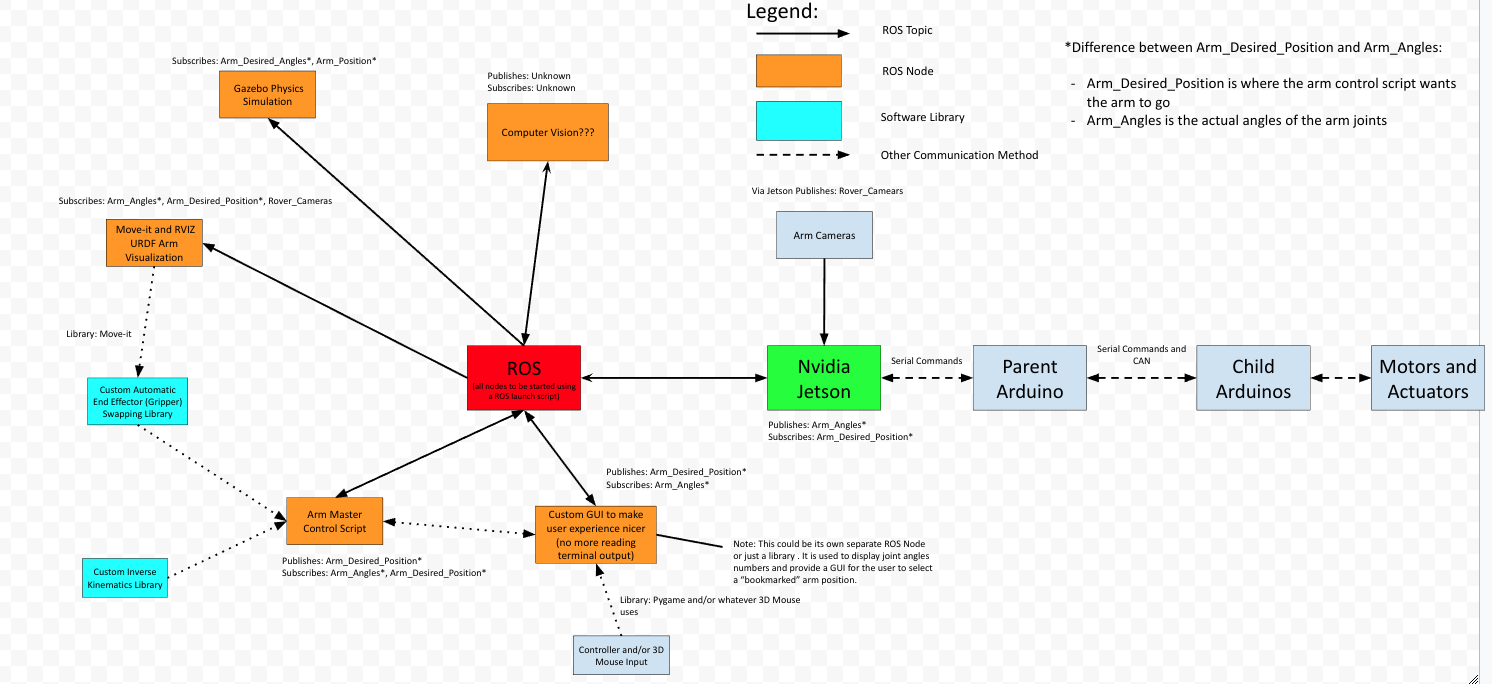 Legend:
ROS Topic
ROS Node
Software Library
Other Communication Method
*Difference between Arm_Desired_Position and Arm_Angles:
- Arm_Desired_Position is where the arm control script wants
the arm to go
- Arm_Angles is the actual angles of the arm joints
Subscribes: Arm_Desired_Angles*, Arm_Position*
Gazebo Physics
Simulation
Publishes: Unknown
Subscribes: Unknown
Computer Vision???
Via Jetson Publishes: Rover_Camears
Arm Cameras
Subscribes: Arm_Angles*, Arm_Desired_Position*, Rover_Cameras
Move-it and RVIZ
URDF Arm
Visualization
Library: Move-it
Custom Automatic
End Effector (Gripper)
Swapping Library
ROS
(all nodes to be started using
a ROS launch script)
Nvidia
Jetson
Publishes: Arm_Angles*
Subscribes: Arm_Desired_Position*
Serial Commands
Parent
Arduino
Serial Commands and
CAN
Child
Arduinos
Motors and
Actuators
Arm Master
Control Script
Publishes: Arm_Desired_Position*
Subscribes: Arm_Angles*, Arm_Desired_Position*
Custom Inverse
Kinematics Library
Publishes: Arm_Desired_Position*
Subscribes: Arm_Angles*
Custom GUI to make
user experience nicer
(no more reading
terminal output)
Note: This could be its own separate ROS Node
or just a library . It is used to display joint angles
numbers and provide a GUI for the user to select
a “bookmarked” arm position.
Library: Pygame and/or whatever 3D Mouse
uses
Controller and/or 3D
Mouse Input